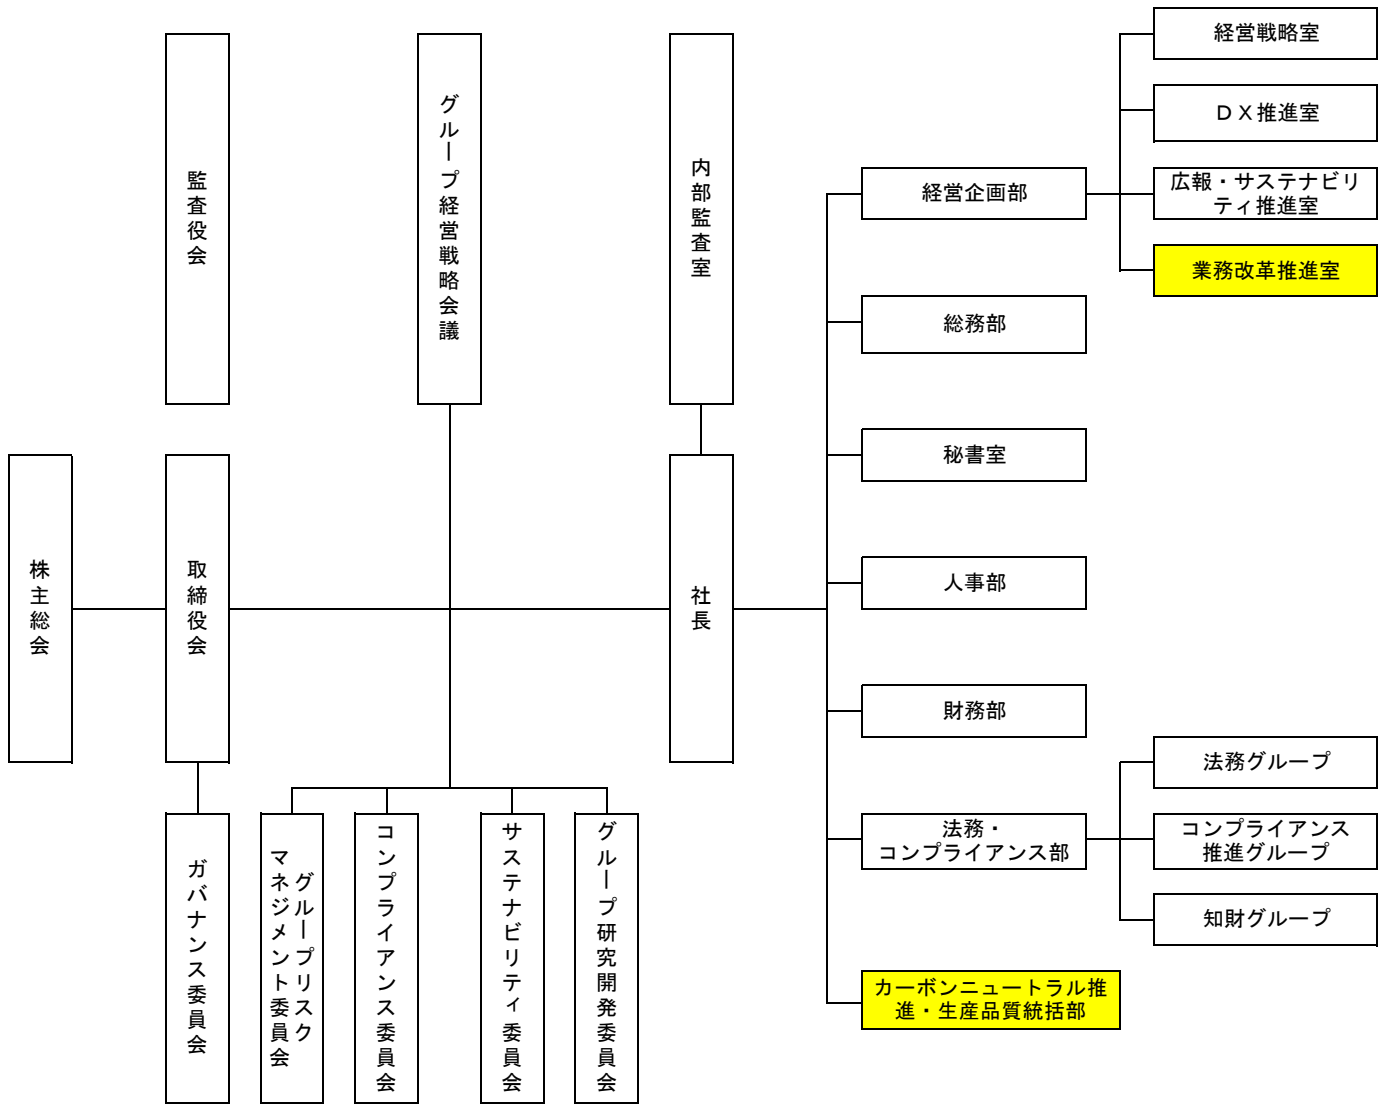 監査役会
グループ経営戦略会議
内部監査室
株主総会
取締役会
社長
ガバナンス委員会
グループリスク
マネジメント委員会
コンプライアンス委員会
サステナビリティ委員会
グループ研究開発委員会
経営企画部
経営戦略室
ＤＸ推進室
広報・サステナビリ
ティ推進室
業務改革推進室
総務部
秘書室
人事部
財務部
法務・
コンプライアンス部
法務グループ
コンプライアンス
推進グループ
知財グループ
カーボンニュートラル推
進・生産品質統括部